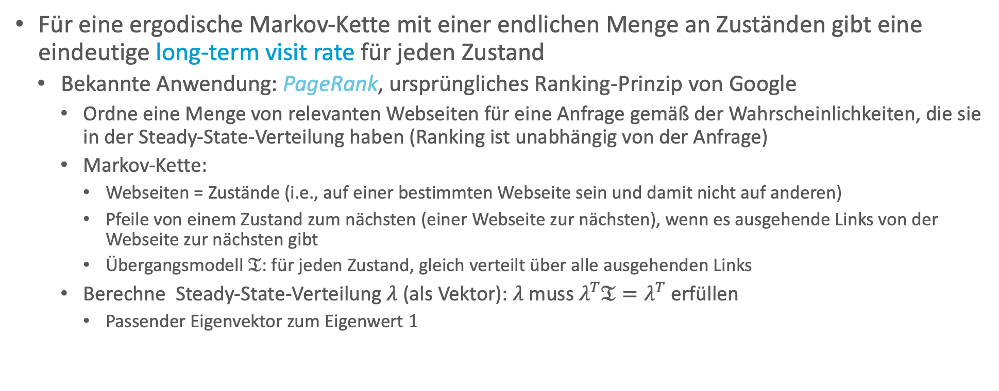 • Für eine ergodische Markov-Kette mit einer endlichen Menge an Zuständen gibt eine
eindeutige long-term visit rate für jeden Zustand
• Bekannte Anwendung: PageRank, ursprüngliches Ranking-Prinzip von Google
• Ordne eine Menge von relevanten Webseiten für eine Anfrage gemäß der Wahrscheinlichkeiten, die sie
in der Steady-State-Verteilung haben (Ranking ist unabhängig von der Anfrage)
• Markov-Kette:
• Webseiten = Zustände (i.e., auf einer bestimmten Webseite sein und damit nicht auf anderen)
• Pfeile von einem Zustand zum nächsten (einer Webseite zur nächsten), wenn es ausgehende Links von der
Webseite zur nächsten gibt
• Übergangsmodell 𝔗: für jeden Zustand, gleich verteilt über alle ausgehenden Links
• Berechne  Steady-State-Verteilung 𝜆 (als Vektor): 𝜆 muss 𝜆^𝑇𝔗 = 𝜆^𝑇 erfüllen
• Passender Eigenvektor zum Eigenwert 1